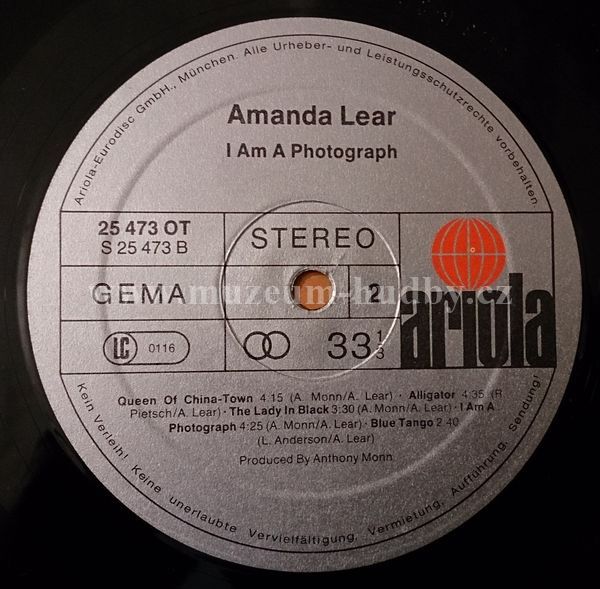 Ariola-Eurodisc GmbH., München. Alle Urheber- und Leistungsschutzrechte vorbehalten.
Amanda Lear
I Am A Photograph
25 473 OT
S 25 473 B
STEREO
GEMA
2
LC 0116
33 1/3
ariola
www.muzeum-hudby.cz
Queen Of China-Town 4:15 (A. Monn/A. Lear) · Alligator 4:35 (R.
Pietsch/A. Lear) · The Lady In Black 3:30 (A. Monn/A. Lear) · I Am A
Photograph 4:25 (A. Monn/A. Lear) · Blue Tango 2:40
(L. Anderson/A. Lear)
Produced By Anthony Monn
Kein Verleih! Keine unerlaubte Vervielfältigung, Vermietung, Aufführung, Sendung!